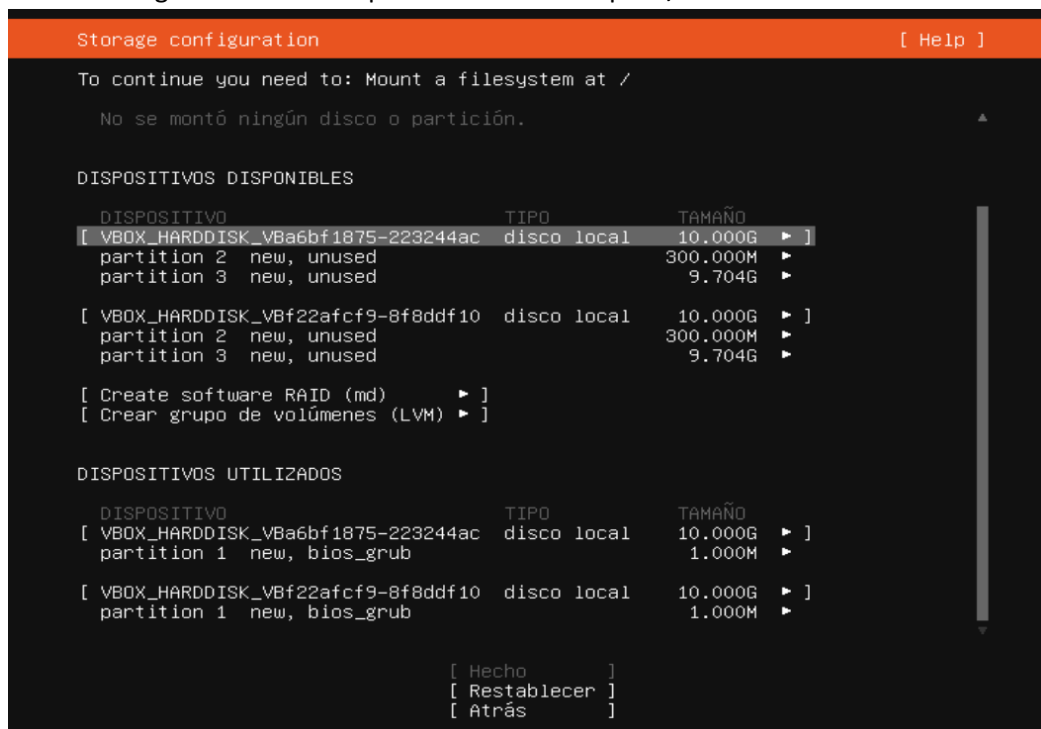 Storage configuration [ Help ]
To continue you need to: Mount a filesystem at /
No se montó ningún disco o partición. ▲
DISPOSITIVOS DISPONIBLES
DISPOSITIVO TIPO TAMAÑO
[ VBOX_HARDDISK_VBa6bf1875-223244ac disco local 10.000G ► ]
partition 2 new, unused 300.000M ►
partition 3 new, unused 9.704G ►
[ VBOX_HARDDISK_VBf22afcf9-8f8ddf10 disco local 10.000G ► ]
partition 2 new, unused 300.000M ►
partition 3 new, unused 9.704G ►
[ Create software RAID (md) ► ]
[ Crear grupo de volúmenes (LVM) ► ]
DISPOSITIVOS UTILIZADOS
DISPOSITIVO TIPO TAMAÑO
[ VBOX_HARDDISK_VBa6bf1875-223244ac disco local 10.000G ► ]
partition 1 new, bios_grub 1.000M ►
[ VBOX_HARDDISK_VBf22afcf9-8f8ddf10 disco local 10.000G ► ]
partition 1 new, bios_grub 1.000M ►
▼
[ Hecho ]
[ Restablecer ]
[ Atrás ]